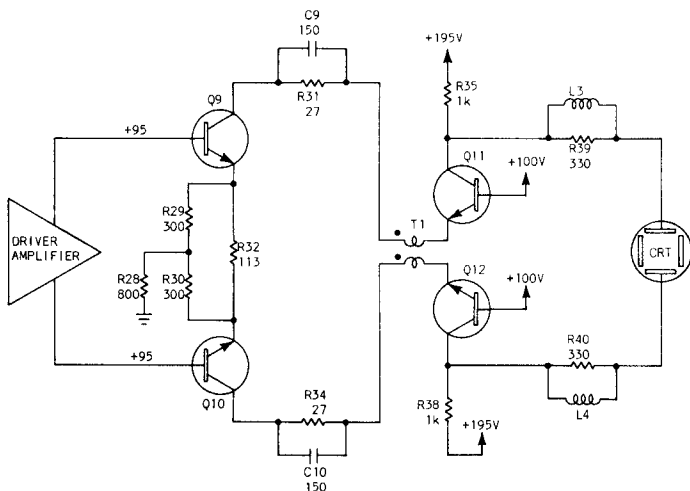 C9
150
+195V
R31
27
R35
1k
L3
R39
330
Q9
+95
Q11
+100V
R29
300
R32
113
T1
DRIVER
AMPLIFIER
R28
800
R30
300
CRT
Q12
+100V
+95
Q10
R34
27
R40
330
R38
1k
L4
+195V
C10
150